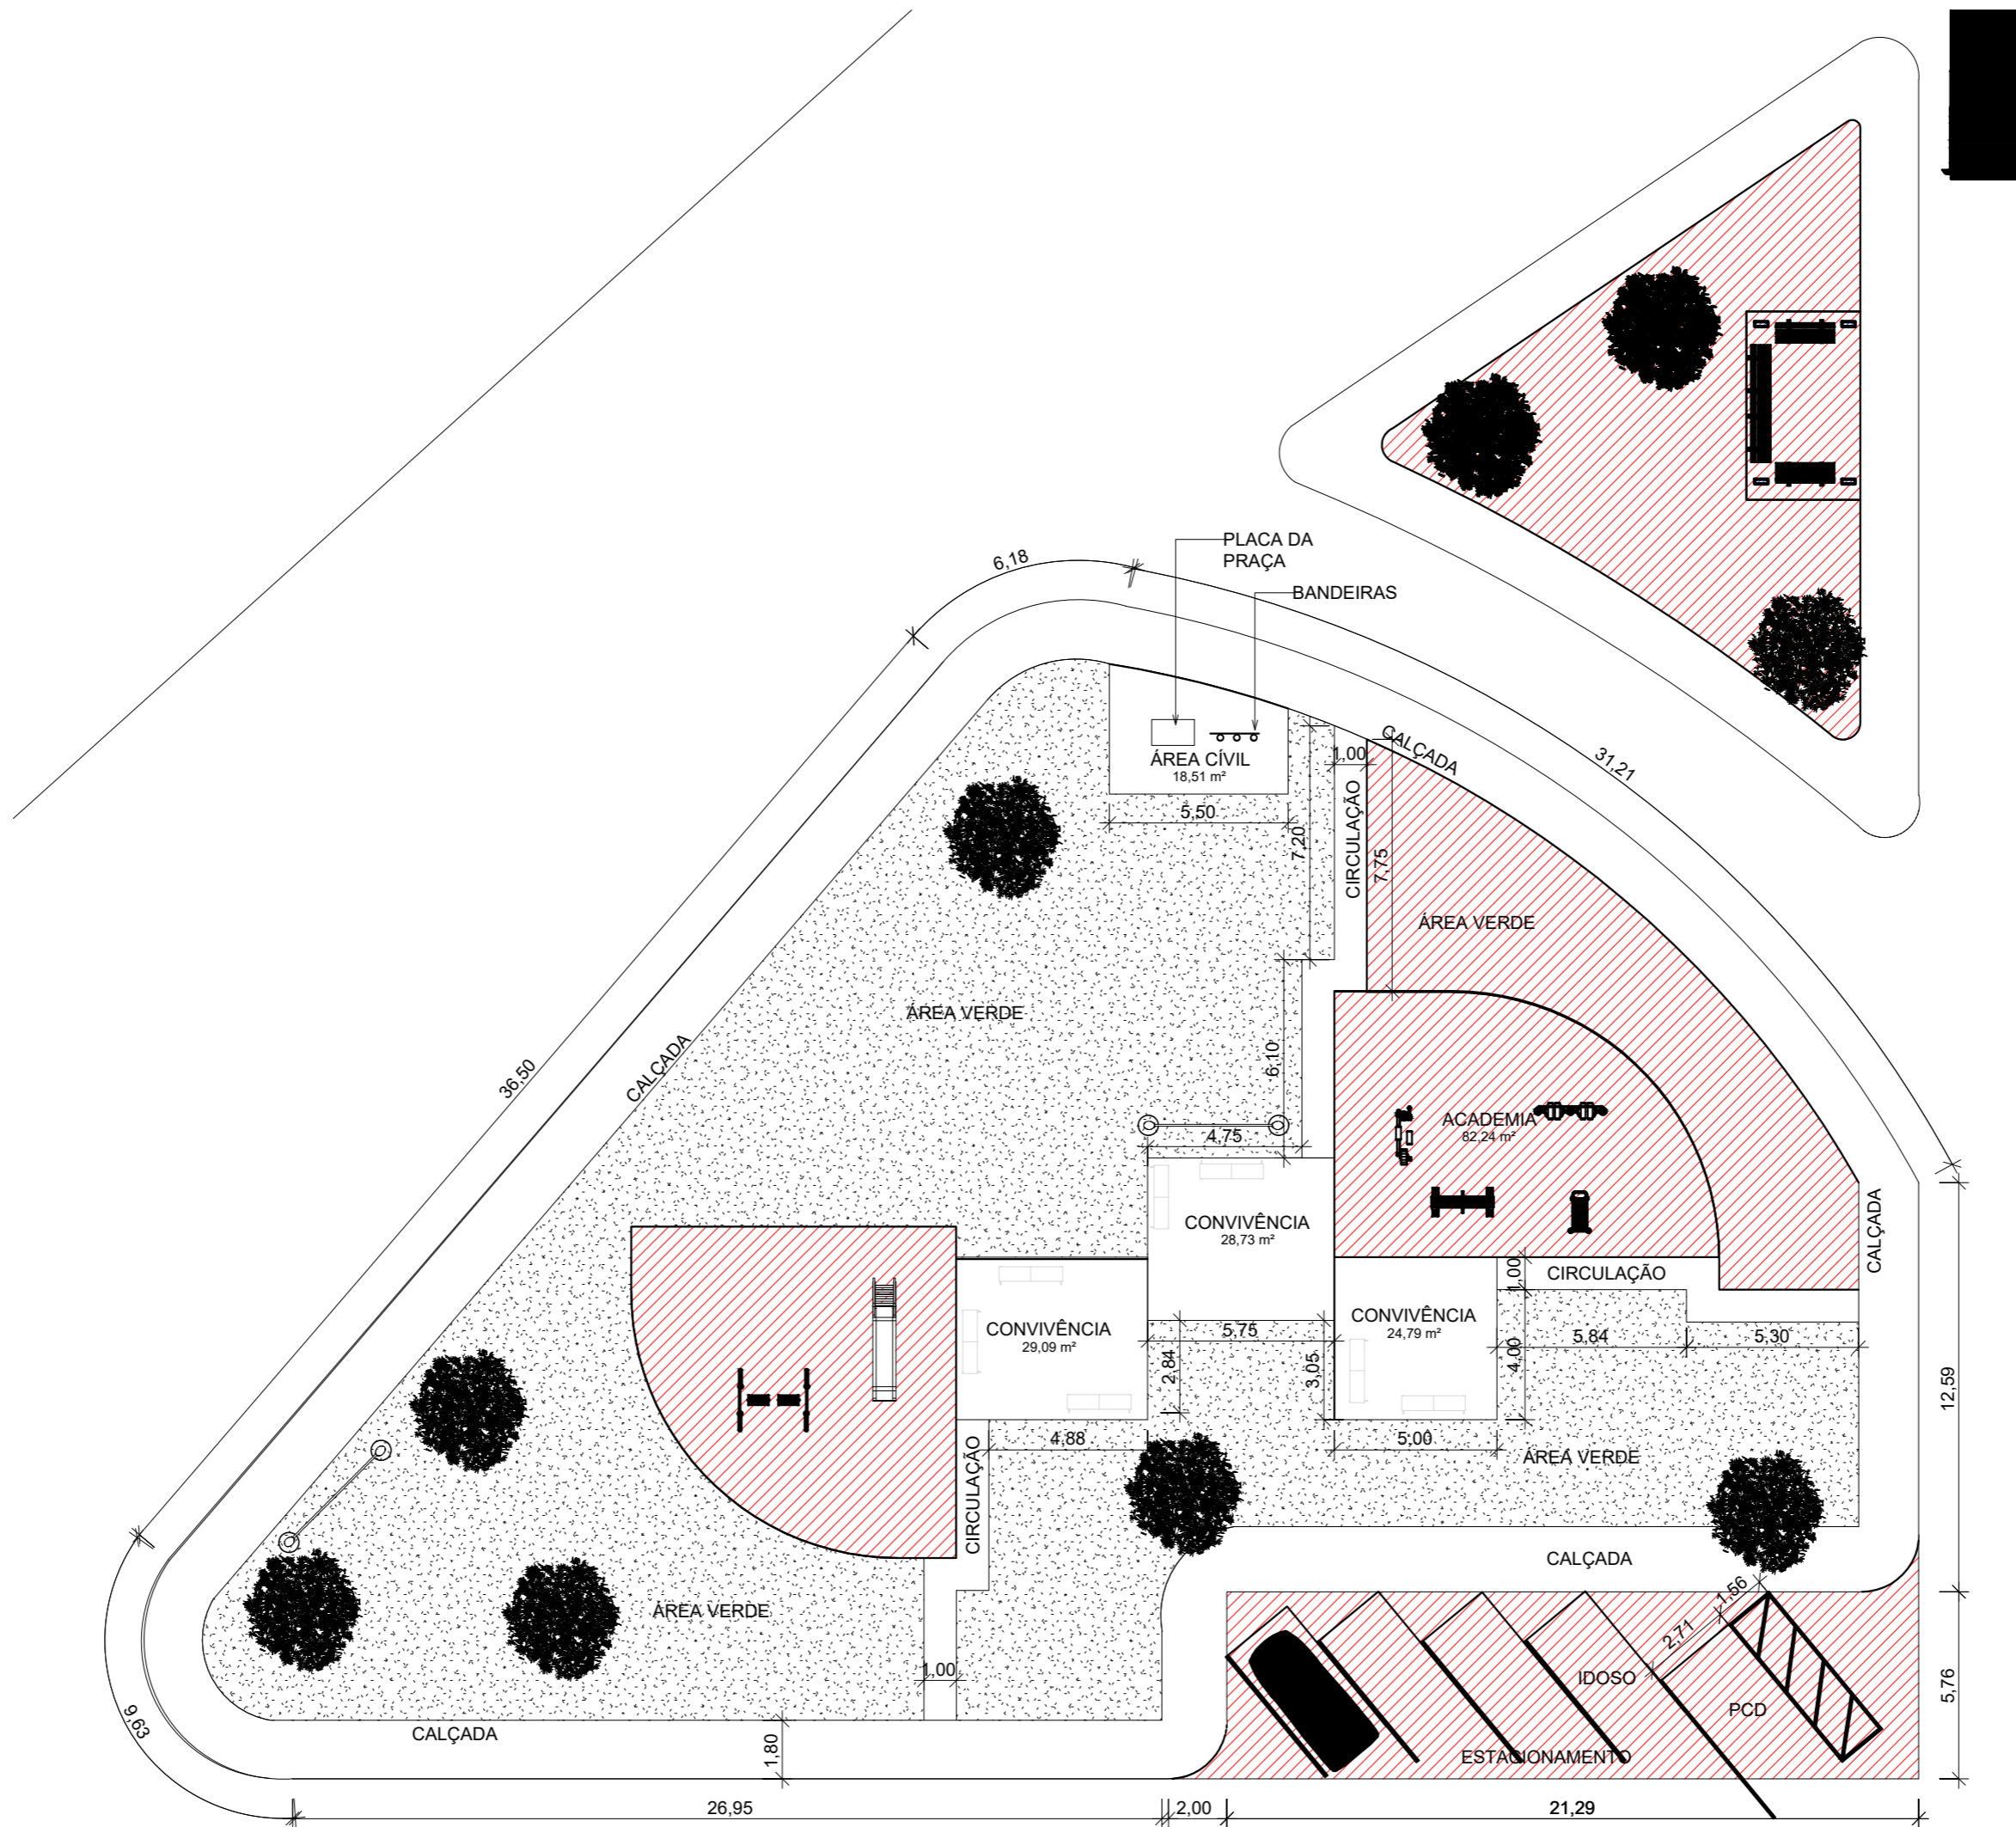 PLACA DA
PRAÇA
6,18
BANDEIRAS
CALÇADA
31,21
1,00
ÁREA CÍVIL
18,51 m²
5,50
7,20
CIRCULAÇÃO
7,75
ÁREA VERDE
ÁREA VERDE
36,50
CALÇADA
6,10
4,75
ACADEMIA
82,24 m²
CALÇADA
CONVIVÊNCIA
28,73 m²
1,00
CIRCULAÇÃO
CONVIVÊNCIA
29,09 m²
CONVIVÊNCIA
24,79 m²
5,75
2,84
3,05
4,00
5,84
5,30
12,59
4,88
5,00
CIRCULAÇÃO
ÁREA VERDE
CALÇADA
ÁREA VERDE
1,56
2,71
1,00
IDOSO
PCD
5,76
9,63
CALÇADA
1,80
ESTACIONAMENTO
26,95
2,00
21,29